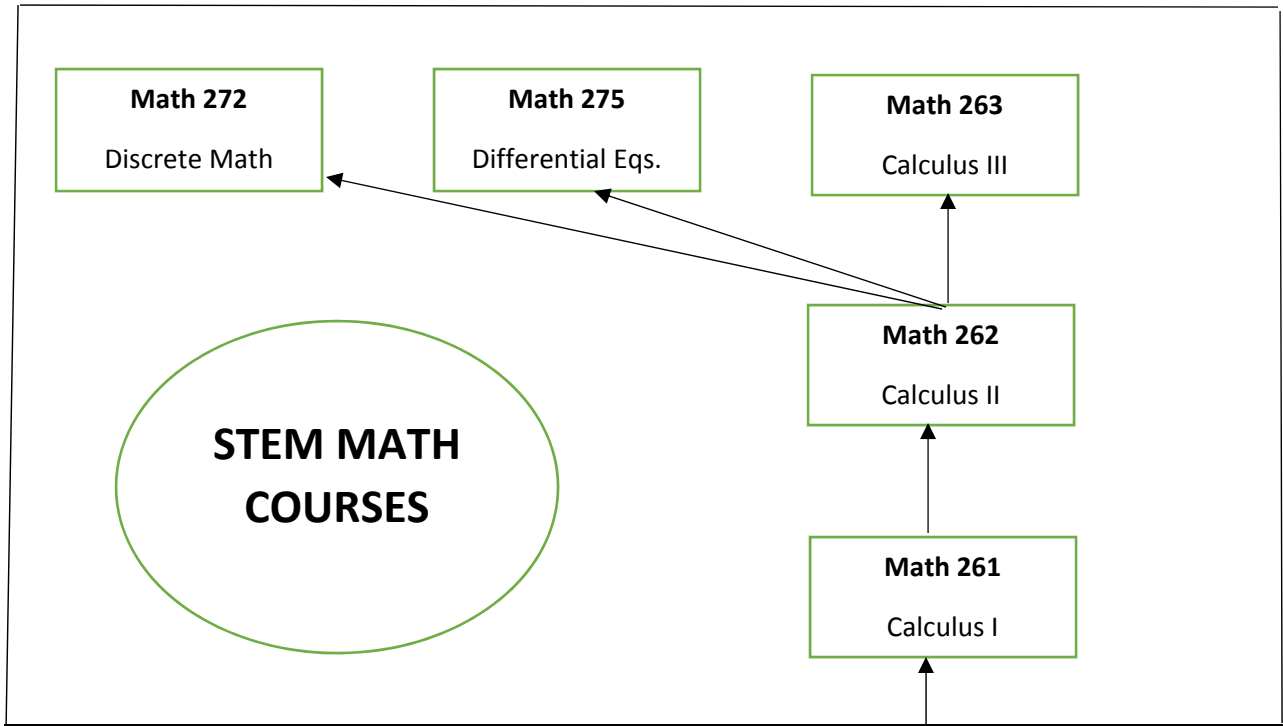 Math 272
Discrete Math
Math 275
Differential Eqs.
Math 263
Calculus III
Math 262
Calculus II
STEM MATH
COURSES
Math 261
Calculus I